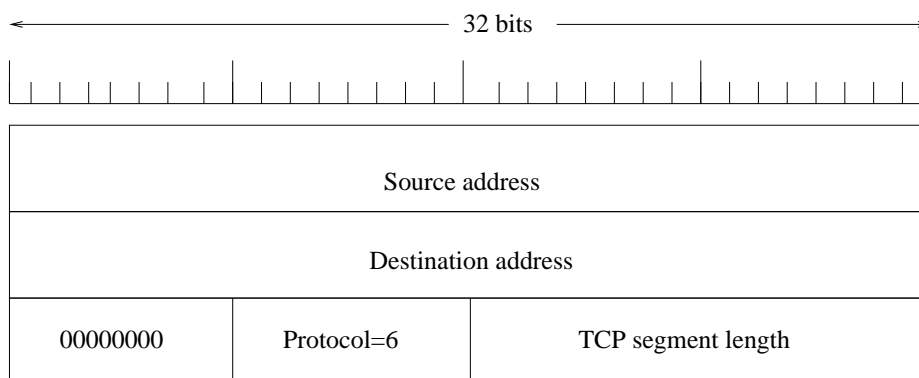 32 bits
Source address
Destination address
00000000 Protocol=6 TCP segment length